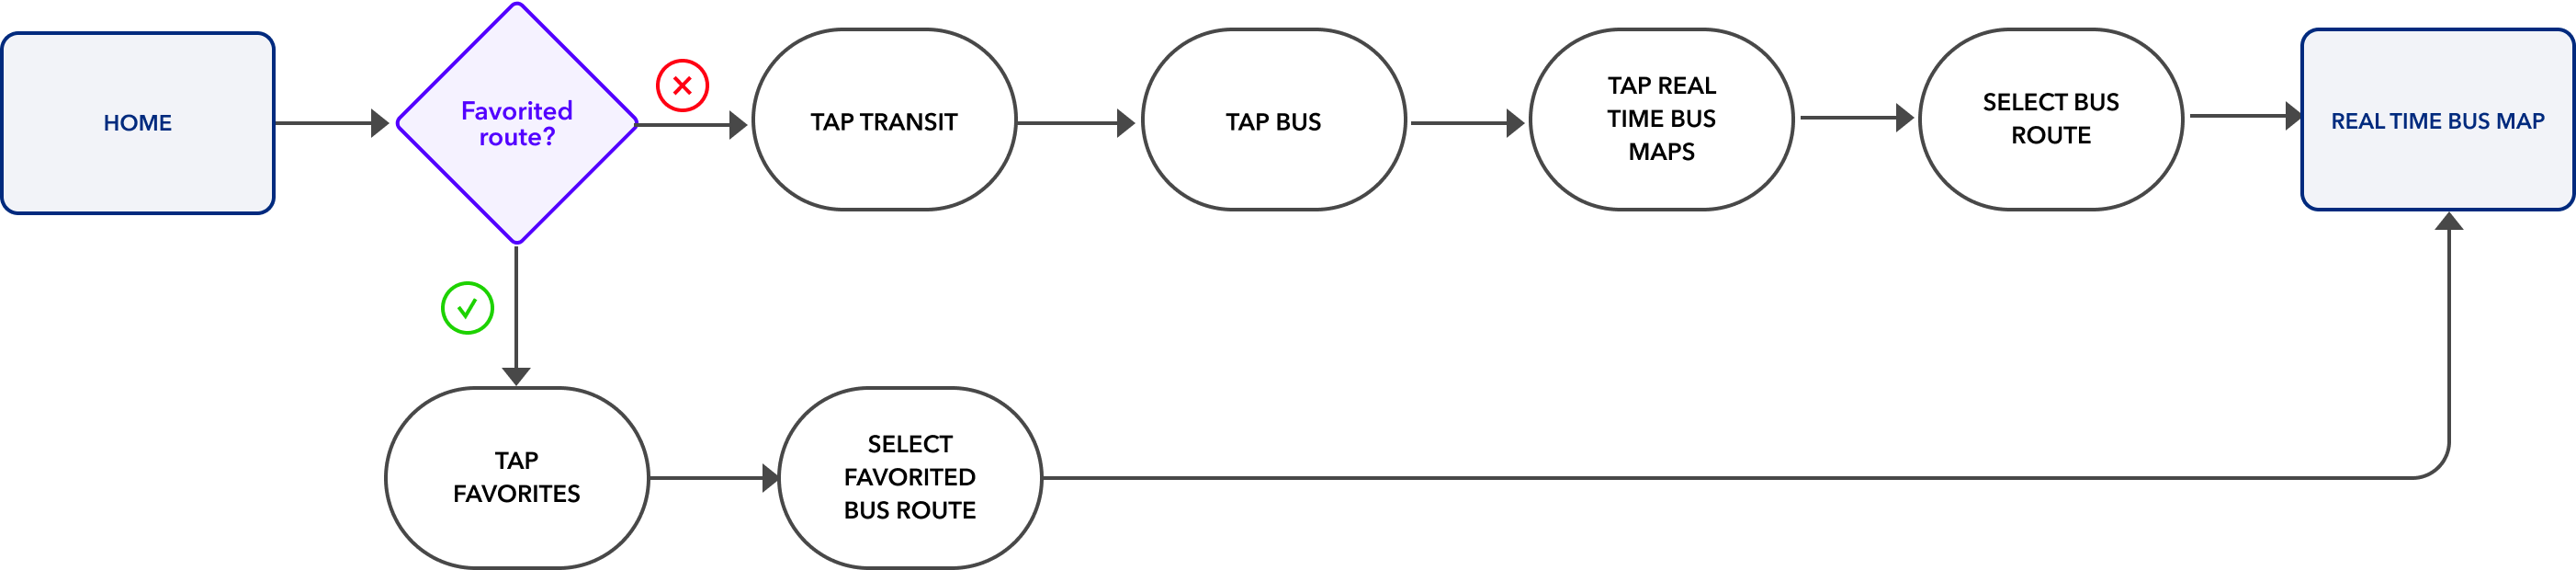 HOME
Favorited
route?
TAP TRANSIT
TAP BUS
TAP REAL
TIME BUS
MAPS
SELECT BUS
ROUTE
REAL TIME BUS MAP
TAP
FAVORITES
SELECT
FAVORITED
BUS ROUTE